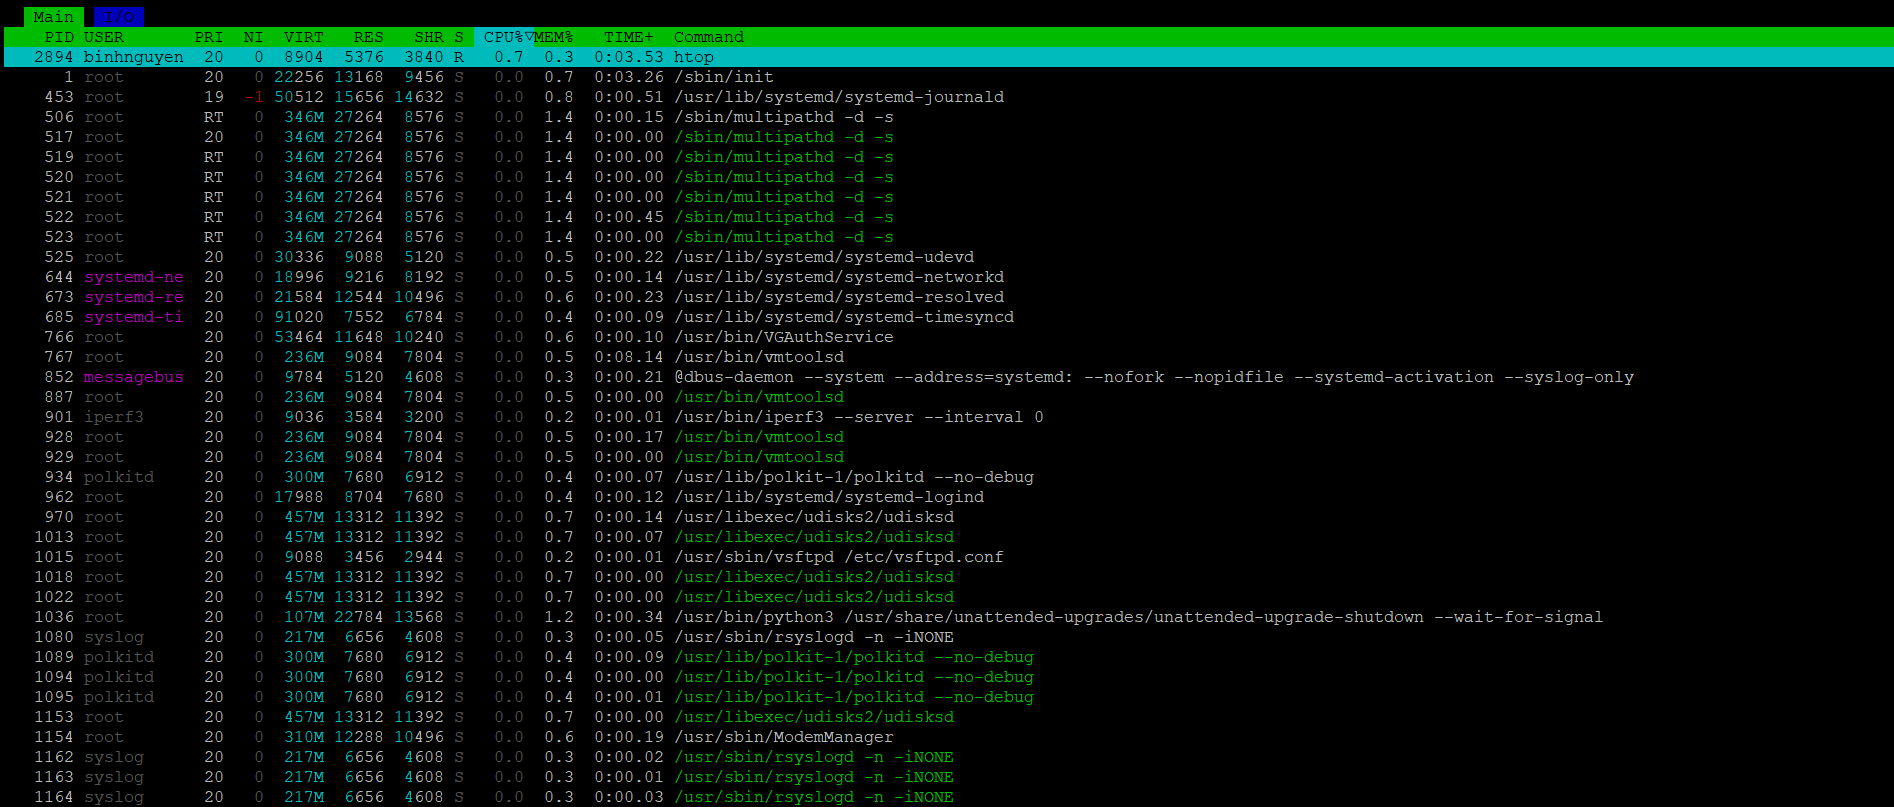 Main I/O
PID USER PRI NI VIRT RES SHR S CPU%▽MEM% TIME+ Command
2894 binhnguyen 20 0 8904 5376 3840 R 0.7 0.3 0:03.53 htop
1 root 20 0 22256 13168 9456 S 0.0 0.7 0:03.26 /sbin/init
453 root 19 -1 50512 15656 14632 S 0.0 0.8 0:00.51 /usr/lib/systemd/systemd-journald
506 root RT 0 346M 27264 8576 S 0.0 1.4 0:00.15 /sbin/multipathd -d -s
517 root 20 0 346M 27264 8576 S 0.0 1.4 0:00.00 /sbin/multipathd -d -s
519 root RT 0 346M 27264 8576 S 0.0 1.4 0:00.00 /sbin/multipathd -d -s
520 root RT 0 346M 27264 8576 S 0.0 1.4 0:00.00 /sbin/multipathd -d -s
521 root RT 0 346M 27264 8576 S 0.0 1.4 0:00.00 /sbin/multipathd -d -s
522 root RT 0 346M 27264 8576 S 0.0 1.4 0:00.45 /sbin/multipathd -d -s
523 root RT 0 346M 27264 8576 S 0.0 1.4 0:00.00 /sbin/multipathd -d -s
525 root 20 0 30336 9088 5120 S 0.0 0.5 0:00.22 /usr/lib/systemd/systemd-udevd
644 systemd-ne 20 0 18996 9216 8192 S 0.0 0.5 0:00.14 /usr/lib/systemd/systemd-networkd
673 systemd-re 20 0 21584 12544 10496 S 0.0 0.6 0:00.23 /usr/lib/systemd/systemd-resolved
685 systemd-ti 20 0 91020 7552 6784 S 0.0 0.4 0:00.09 /usr/lib/systemd/systemd-timesyncd
766 root 20 0 53464 11648 10240 S 0.0 0.6 0:00.10 /usr/bin/VGAuthService
767 root 20 0 236M 9084 7804 S 0.0 0.5 0:08.14 /usr/bin/vmtoolsd
852 messagebus 20 0 9784 5120 4608 S 0.0 0.3 0:00.21 @dbus-daemon --system --address=systemd: --nofork --nopidfile --systemd-activation --syslog-only
887 root 20 0 236M 9084 7804 S 0.0 0.5 0:00.00 /usr/bin/vmtoolsd
901 iperf3 20 0 9036 3584 3200 S 0.0 0.2 0:00.01 /usr/bin/iperf3 --server --interval 0
928 root 20 0 236M 9084 7804 S 0.0 0.5 0:00.17 /usr/bin/vmtoolsd
929 root 20 0 236M 9084 7804 S 0.0 0.5 0:00.00 /usr/bin/vmtoolsd
934 polkitd 20 0 300M 7680 6912 S 0.0 0.4 0:00.07 /usr/lib/polkit-1/polkitd --no-debug
962 root 20 0 17988 8704 7680 S 0.0 0.4 0:00.12 /usr/lib/systemd/systemd-logind
970 root 20 0 457M 13312 11392 S 0.0 0.7 0:00.14 /usr/libexec/udisks2/udisksd
1013 root 20 0 457M 13312 11392 S 0.0 0.7 0:00.07 /usr/libexec/udisks2/udisksd
1015 root 20 0 9088 3456 2944 S 0.0 0.2 0:00.01 /usr/sbin/vsftpd /etc/vsftpd.conf
1018 root 20 0 457M 13312 11392 S 0.0 0.7 0:00.00 /usr/libexec/udisks2/udisksd
1022 root 20 0 457M 13312 11392 S 0.0 0.7 0:00.00 /usr/libexec/udisks2/udisksd
1036 root 20 0 107M 22784 13568 S 0.0 1.2 0:00.34 /usr/bin/python3 /usr/share/unattended-upgrades/unattended-upgrade-shutdown --wait-for-signal
1080 syslog 20 0 217M 6656 4608 S 0.0 0.3 0:00.05 /usr/sbin/rsyslogd -n -iNONE
1089 polkitd 20 0 300M 7680 6912 S 0.0 0.4 0:00.09 /usr/lib/polkit-1/polkitd --no-debug
1094 polkitd 20 0 300M 7680 6912 S 0.0 0.4 0:00.00 /usr/lib/polkit-1/polkitd --no-debug
1095 polkitd 20 0 300M 7680 6912 S 0.0 0.4 0:00.01 /usr/lib/polkit-1/polkitd --no-debug
1153 root 20 0 457M 13312 11392 S 0.0 0.7 0:00.00 /usr/libexec/udisks2/udisksd
1154 root 20 0 310M 12288 10496 S 0.0 0.6 0:00.19 /usr/sbin/ModemManager
1162 syslog 20 0 217M 6656 4608 S 0.0 0.3 0:00.02 /usr/sbin/rsyslogd -n -iNONE
1163 syslog 20 0 217M 6656 4608 S 0.0 0.3 0:00.01 /usr/sbin/rsyslogd -n -iNONE
1164 syslog 20 0 217M 6656 4608 S 0.0 0.3 0:00.03 /usr/sbin/rsyslogd -n -iNONE